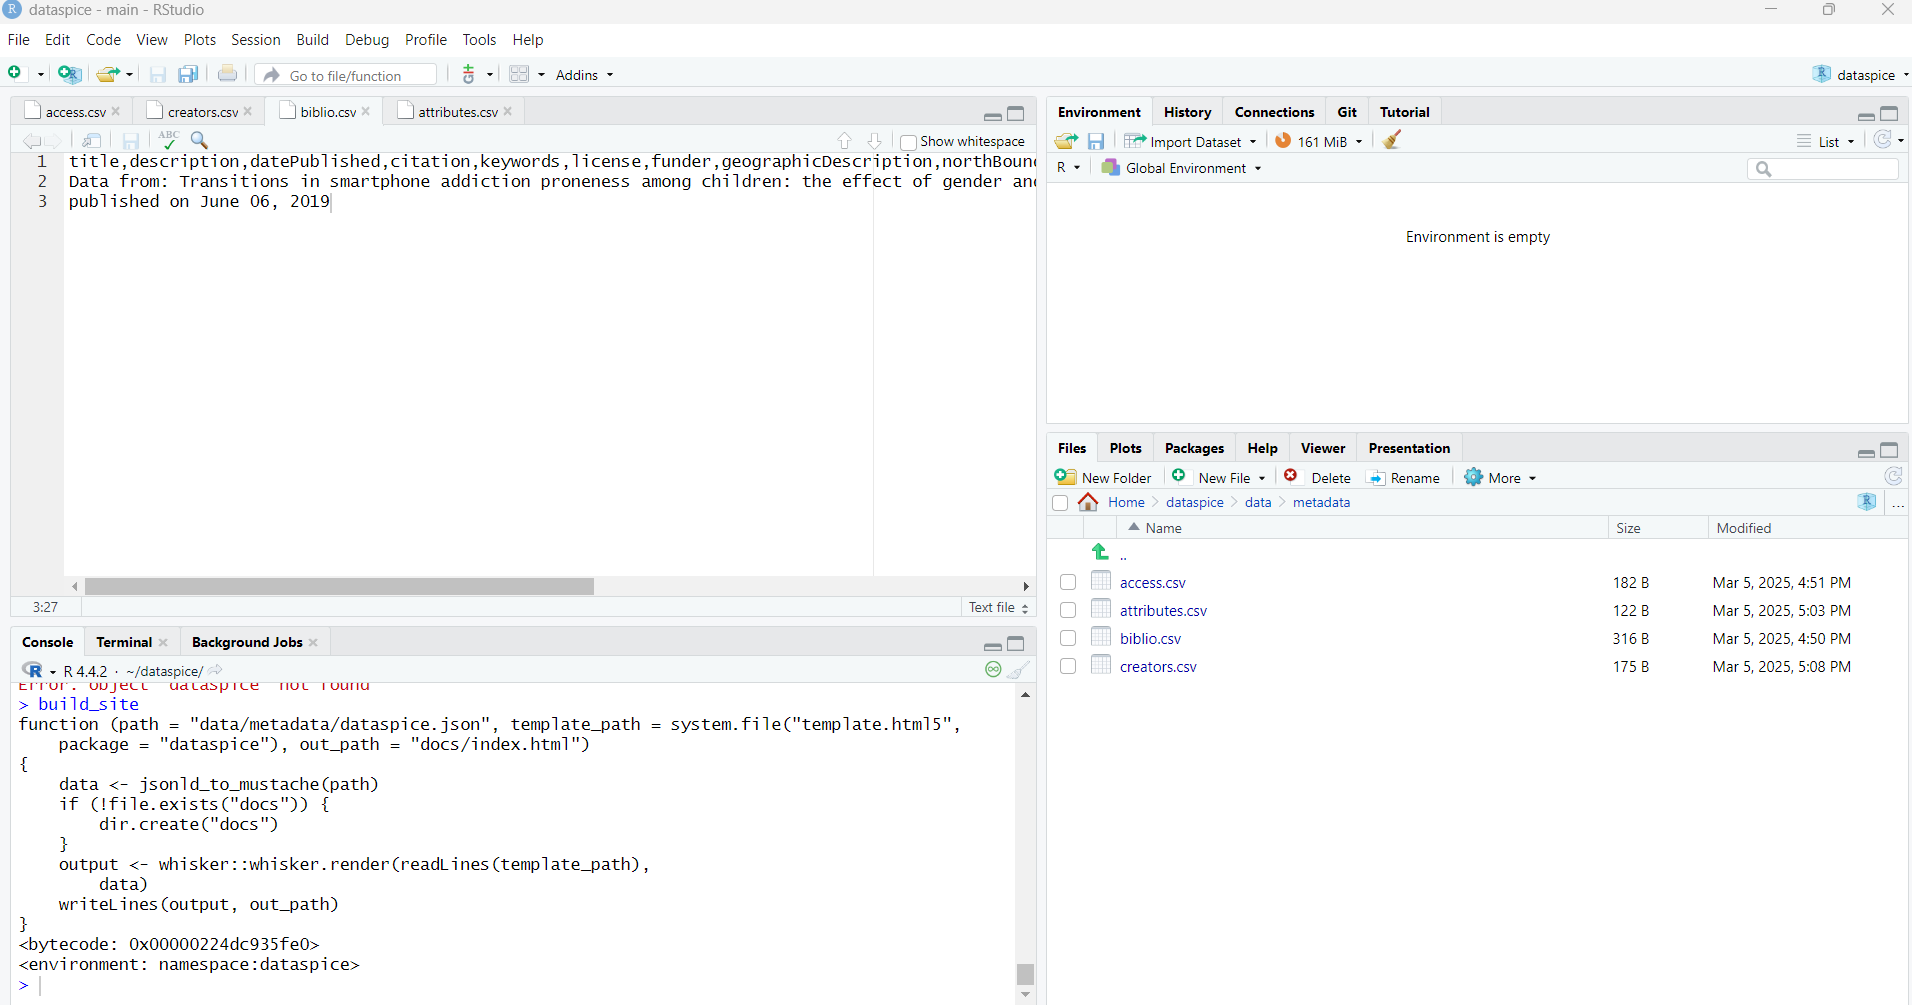 dataspice - main - RStudio
File Edit Code View Plots Session Build Debug Profile Tools Help
Go to file/function Addins dataspice
access.csv creators.csv biblio.csv attributes.csv
ABC Show whitespace
1 title,description,datePublished,citation,keywords,license,funder,geographicDescription,northBoun
2 Data from: Transitions in smartphone addiction proneness among children: the effect of gender an
3 published on June 06, 2019
3:27 Text file
Console Terminal Background Jobs
R 4.4.2 · ~/dataspice/
Error: object 'dataspice' not found
> build_site
function (path = "data/metadata/dataspice.json", template_path = system.file("template.html5",
package = "dataspice"), out_path = "docs/index.html")
{
data <- jsonld_to_mustache(path)
if (!file.exists("docs")) {
dir.create("docs")
}
output <- whisker::whisker.render(readLines(template_path),
data)
writeLines(output, out_path)
}
<bytecode: 0x00000224dc935fe0>
<environment: namespace:dataspice>
>
Environment History Connections Git Tutorial
Import Dataset 161 MiB List
R Global Environment
Environment is empty
Files Plots Packages Help Viewer Presentation
New Folder New File Delete Rename More
Home dataspice data metadata ...
Name Size Modified
..
access.csv 182 B Mar 5, 2025, 4:51 PM
attributes.csv 122 B Mar 5, 2025, 5:03 PM
biblio.csv 316 B Mar 5, 2025, 4:50 PM
creators.csv 175 B Mar 5, 2025, 5:08 PM